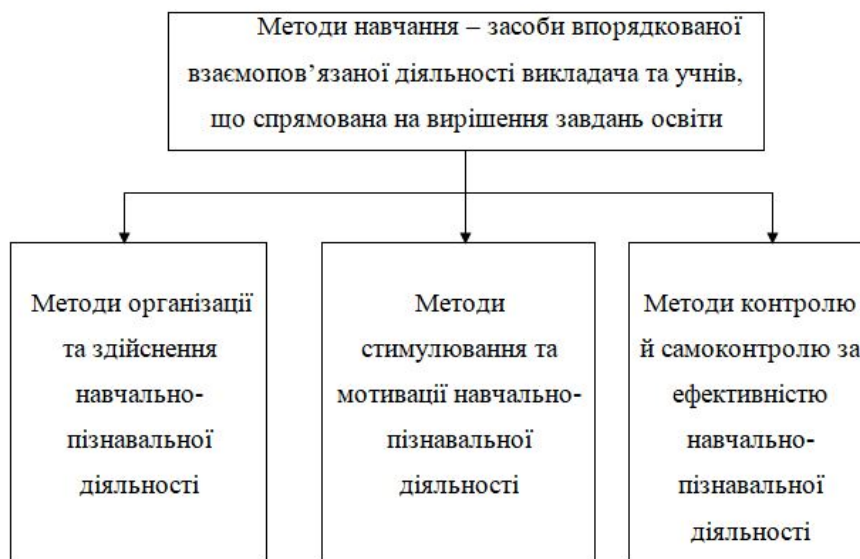 Методи навчання – засоби впорядкованої
взаємопов’язаної діяльності викладача та учнів,
що спрямована на вирішення завдань освіти
Методи організації
та здійснення
навчально-
пізнавальної
діяльності
Методи
стимулювання та
мотивації навчально-
пізнавальної
діяльності
Методи контролю
й самоконтролю за
ефективністю
навчально-
пізнавальної
діяльності